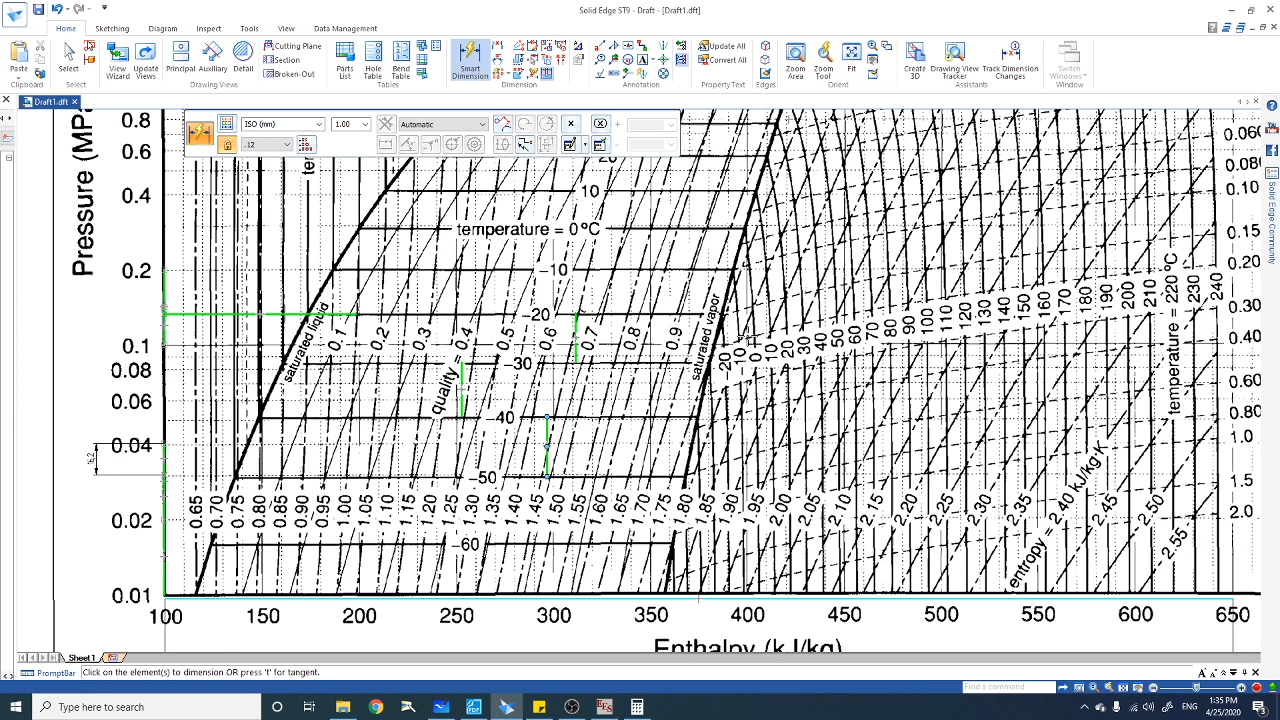 Solid Edge ST9 - Draft - [Draft1.dft]
Home Sketching Diagram Inspect Tools View Data Management
Paste
Select
View Wizard
Update Views
Principal
Auxiliary
Detail
Cutting Plane
Section
Broken-Out
Parts List
Hole Table
Bend Table
Smart Dimension
Update All
Convert All
Zoom Area
Zoom Tool
Fit
Create 3D
Drawing View Tracker
Track Dimension Changes
Switch Windows
Clipboard Select Drawing Views Tables Dimension Annotation Property Text Edges Orient Assistants Window
Draft1.dft
ISO (mm) 1.00 Automatic
.12
Pressure (MPa
0.8
0.6
0.4
0.2
0.1
0.08
0.06
0.04
0.02
0.01
16,2
20
10
temperature = 0°C
−10
−20
−30
−40
−50
−60
saturated liquid
0.1 0.2 0.3 quality = 0.4 0.5 0.6 0.7 0.8 0.9
saturated vapor
−20 −10 0 10 20 30 40 50 60 70 80 90 100 110 120 130 140 150 160 170 180 190 200 210 temperature = 220 °C 230 240
0.060
0.080
0.10
0.15
0.20
0.30
0.40
0.60
0.80
1.0
1.5
2.0
0.65 0.70 0.75 0.80 0.85 0.90 0.95 1.00 1.05 1.10 1.15 1.20 1.25 1.30 1.35 1.40 1.45 1.50 1.55 1.60 1.65 1.70 1.75 1.80 1.85 1.90 1.95 2.00 2.05 2.10 2.15 2.20 2.25 2.30 2.35 entropy = 2.40 kJ/kg·K 2.45 2.50 2.55
100 150 200 250 300 350 400 450 500 550 600 650
Enthalpy (kJ/kg)
Solid Edge Community
Sheet1
PromptBar Click on the element(s) to dimension OR press 't' for tangent.
Find a command
Type here to search
ENG
1:35 PM
4/25/2020